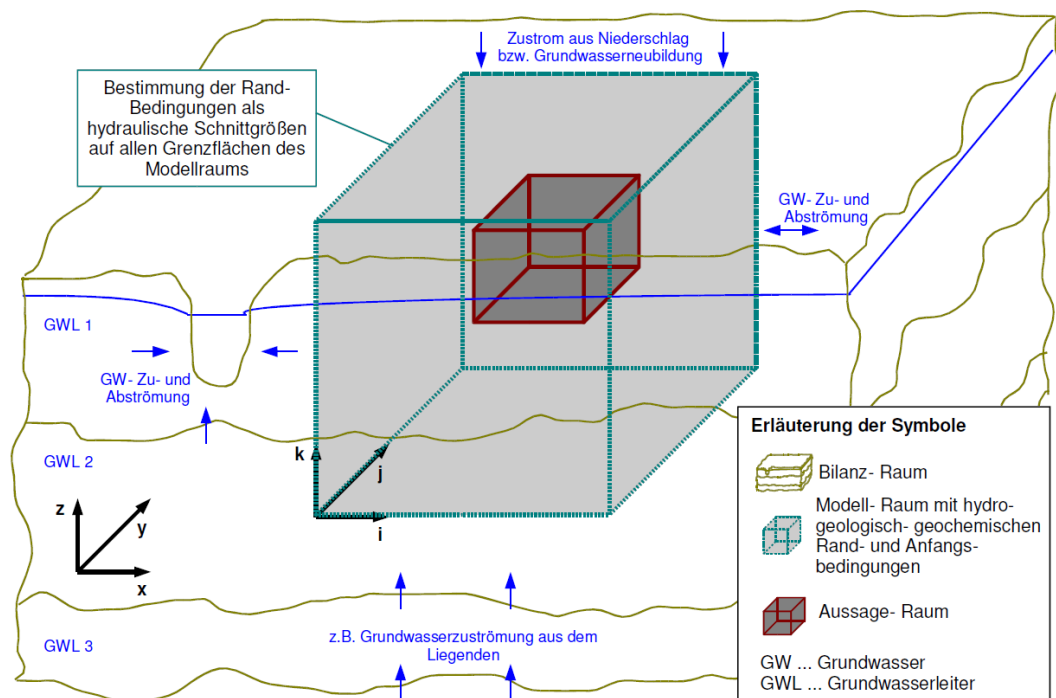 Zustrom aus Niederschlag
bzw. Grundwasserneubildung
Bestimmung der Rand-
Bedingungen als
hydraulische Schnittgrößen
auf allen Grenzflächen des
Modellraums
GW- Zu- und
Abströmung
GWL 1
GW- Zu- und
Abströmung
GWL 2
k
j
i
z
y
x
GWL 3
z.B. Grundwasserzuströmung aus dem
Liegenden
Erläuterung der Symbole
Bilanz- Raum
Modell- Raum mit hydro-
geologisch- geochemischen
Rand- und Anfangs-
bedingungen
Aussage- Raum
GW ... Grundwasser
GWL ... Grundwasserleiter